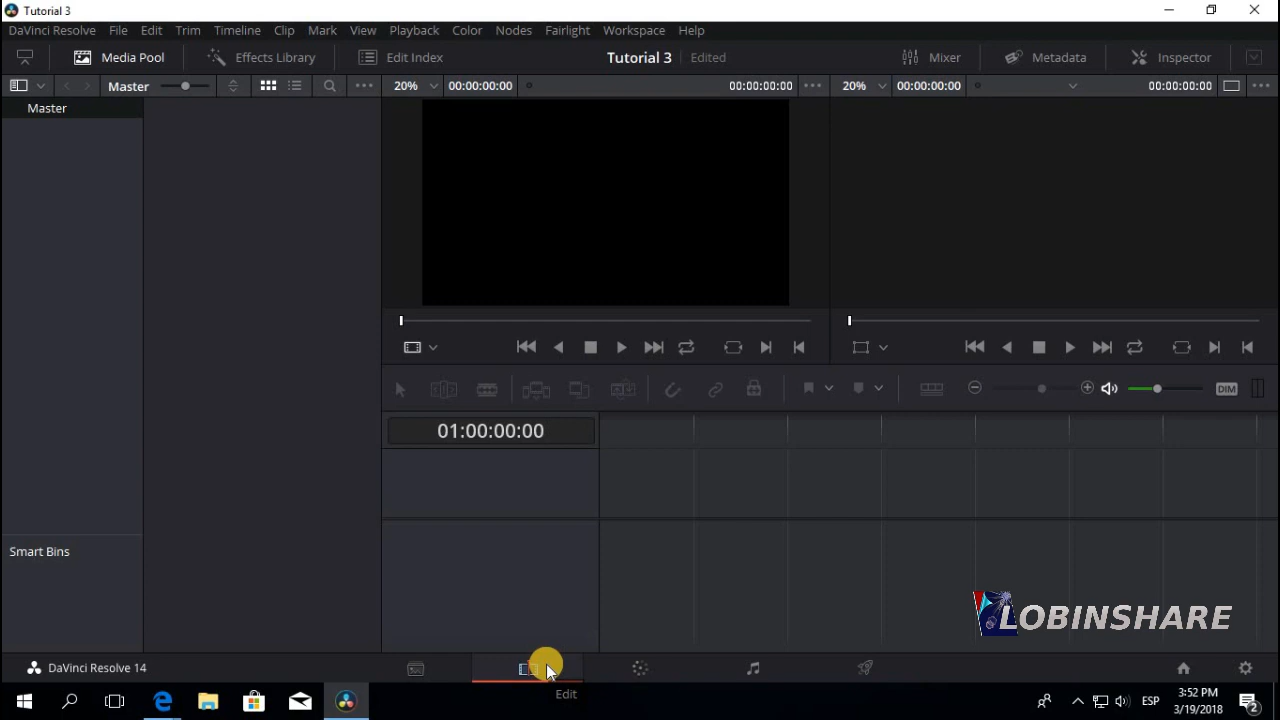 Tutorial 3
DaVinci Resolve File Edit Trim Timeline Clip Mark View Playback Color Nodes Fairlight Workspace Help
Media Pool Effects Library Edit Index Tutorial 3 Edited Mixer Metadata Inspector
Master 20% 00:00:00:00 00:00:00:00 20% 00:00:00:00 00:00:00:00
Master
DIM
01:00:00:00
Smart Bins
LOBINSHARE
DaVinci Resolve 14
Edit
ESP
3:52 PM
3/19/2018
2